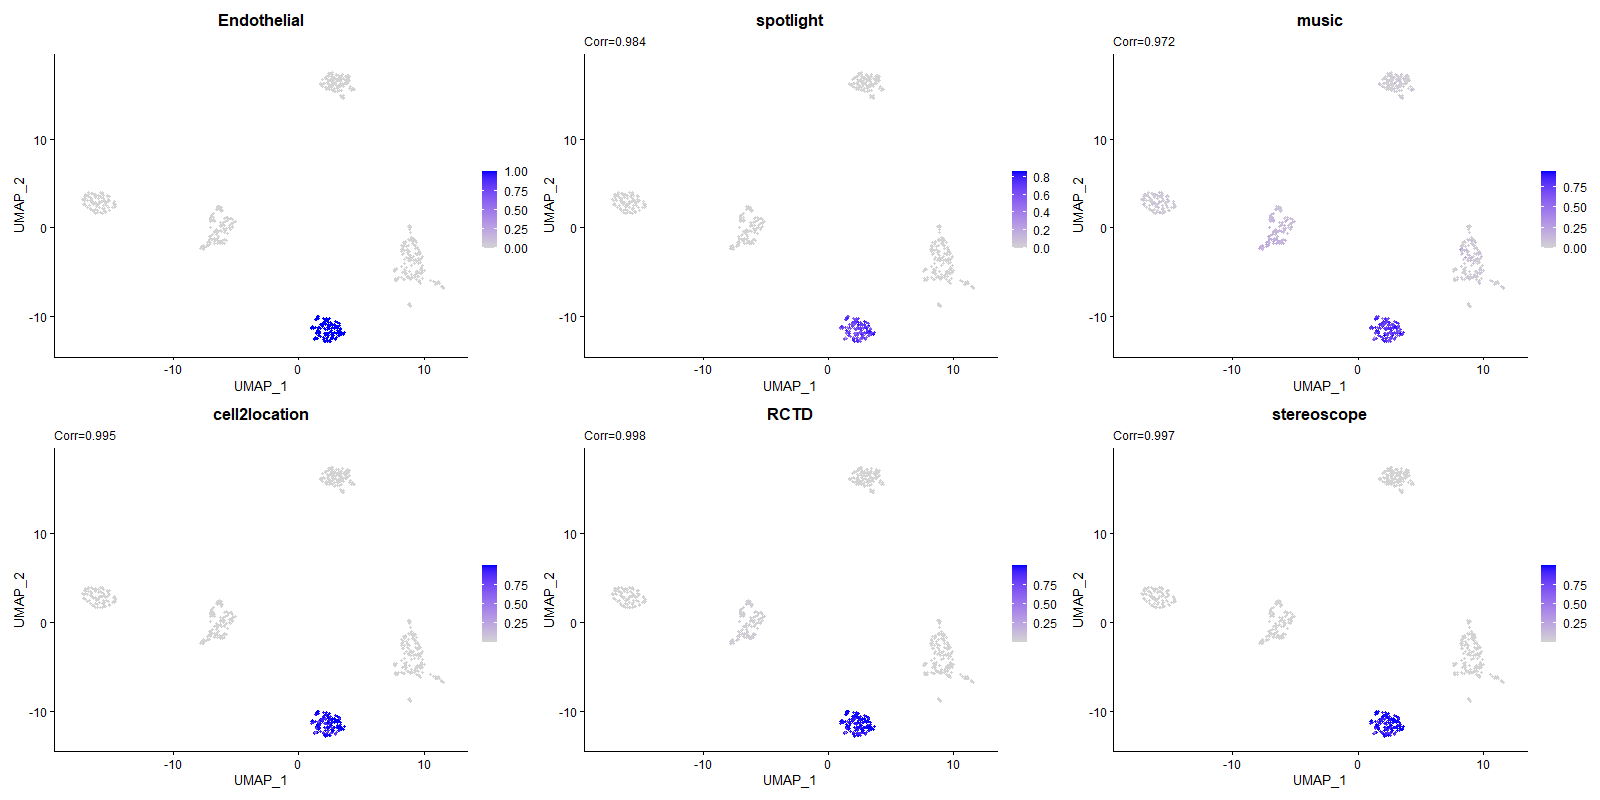 Endothelial
UMAP_2
10
0
-10
-10
0
10
UMAP_1
1.00
0.75
0.50
0.25
0.00
spotlight
Corr=0.984
UMAP_2
10
0
-10
-10
0
10
UMAP_1
0.8
0.6
0.4
0.2
0.0
music
Corr=0.972
UMAP_2
10
0
-10
-10
0
10
UMAP_1
0.75
0.50
0.25
0.00
cell2location
Corr=0.995
UMAP_2
10
0
-10
-10
0
10
UMAP_1
0.75
0.50
0.25
RCTD
Corr=0.998
UMAP_2
10
0
-10
-10
0
10
UMAP_1
0.75
0.50
0.25
stereoscope
Corr=0.997
UMAP_2
10
0
-10
-10
0
10
UMAP_1
0.75
0.50
0.25